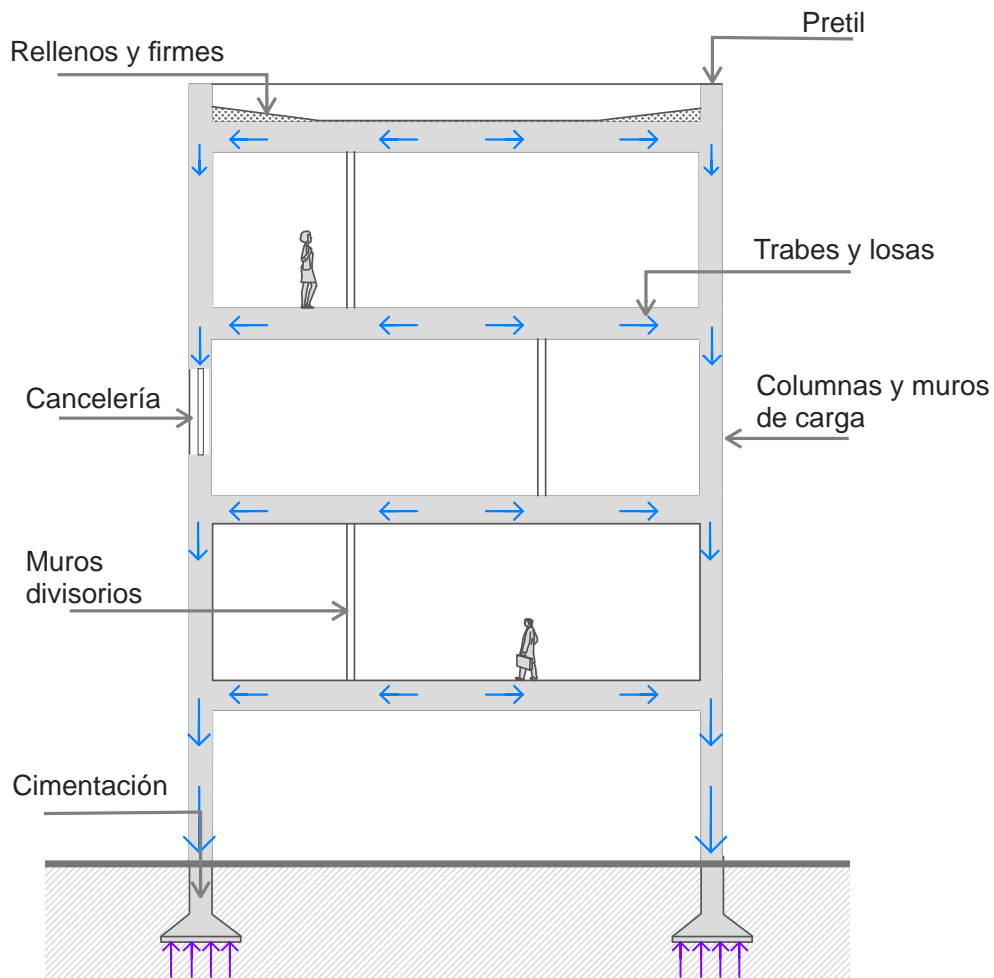 Pretil
Rellenos y firmes
Trabes y losas
Cancelería
Columnas y muros
de carga
Muros
divisorios
Cimentación